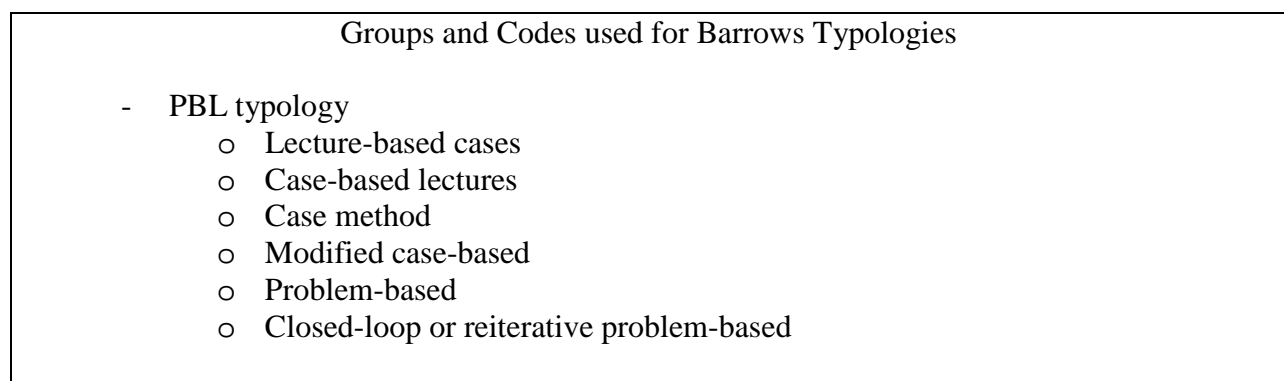 Groups and Codes used for Barrows Typologies
- PBL typology
o Lecture-based cases
o Case-based lectures
o Case method
o Modified case-based
o Problem-based
o Closed-loop or reiterative problem-based